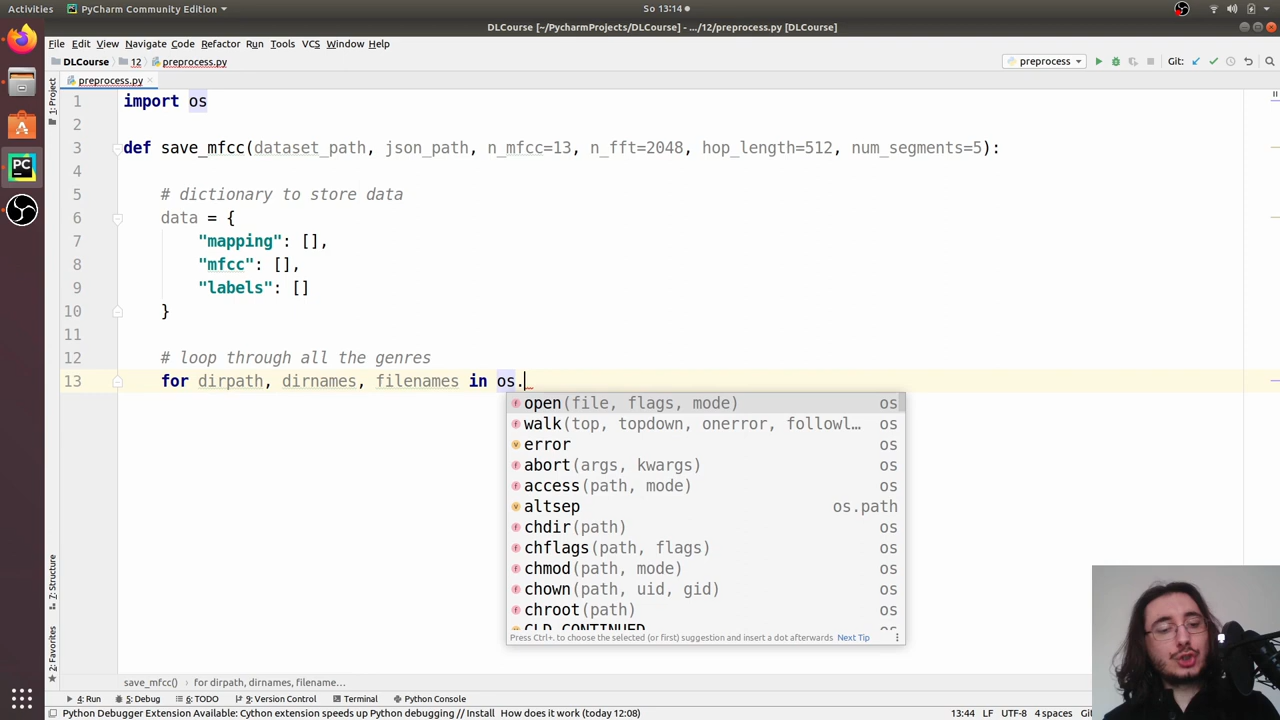 Activities PyCharm Community Edition So 13:14
DLCourse [~/PycharmProjects/DLCourse] - .../12/preprocess.py [DLCourse]
File Edit View Navigate Code Refactor Run Tools VCS Window Help
DLCourse 12 preprocess.py preprocess Git:
preprocess.py
1: Project
1 import os
2
3 def save_mfcc(dataset_path, json_path, n_mfcc=13, n_fft=2048, hop_length=512, num_segments=5):
4
5 # dictionary to store data
6 data = {
7 "mapping": [],
8 "mfcc": [],
9 "labels": []
10 }
11
12 # loop through all the genres
13 for dirpath, dirnames, filenames in os.
open(file, flags, mode) os
walk(top, topdown, onerror, followl… os
error os
abort(args, kwargs) os
access(path, mode) os
altsep os.path
chdir(path) os
chflags(path, flags) os
chmod(path, mode) os
chown(path, uid, gid) os
chroot(path) os
CLD_CONTINUED os
Press Ctrl+. to choose the selected (or first) suggestion and insert a dot afterwards Next Tip
7: Structure
2: Favorites
save_mfcc() for dirpath, dirnames, filename...
4: Run 5: Debug 6: TODO 9: Version Control Terminal Python Console
Python Debugger Extension Available: Cython extension speeds up Python debugging // Install How does it work (today 12:08) 13:44 LF UTF-8 4 spaces